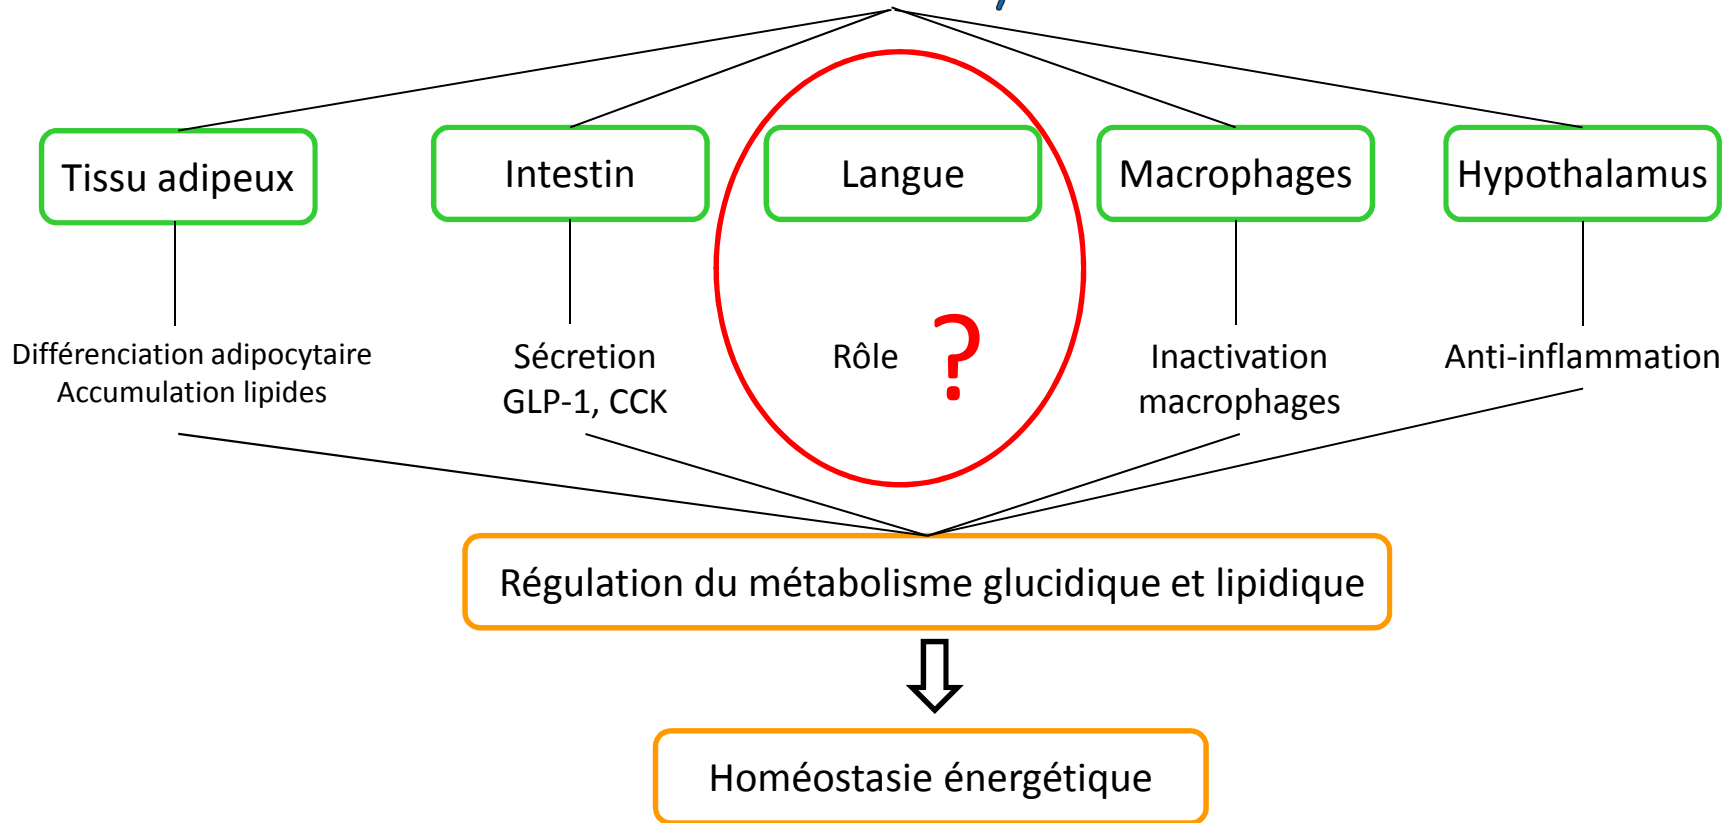 Tissu adipeux
Intestin
Langue
Macrophages
Hypothalamus
Différenciation adipocytaire
Accumulation lipides
Sécretion
GLP-1, CCK
Rôle ?
Inactivation
macrophages
Anti-inflammation
Régulation du métabolisme glucidique et lipidique
Homéostasie énergétique